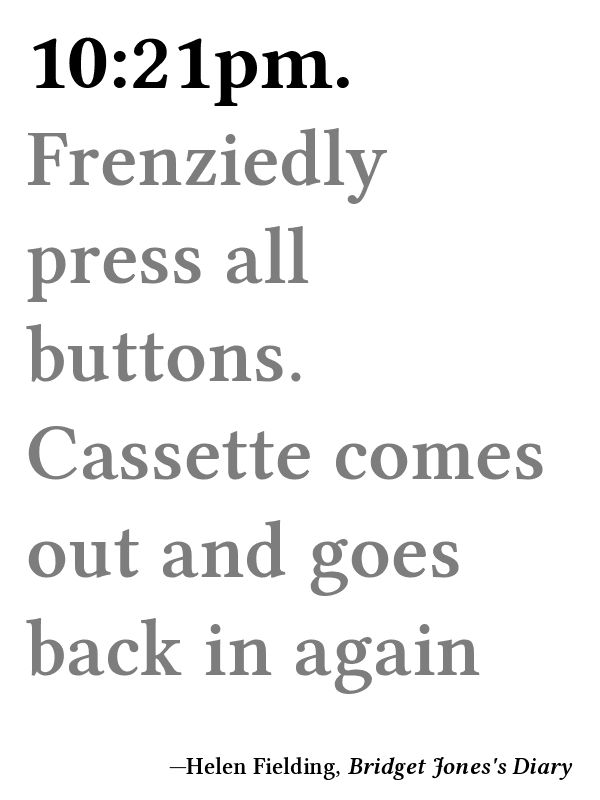 10:21pm.
Frenziedly
press all
buttons.
Cassette comes
out and goes
back in again
—Helen Fielding, Bridget Jones's Diary